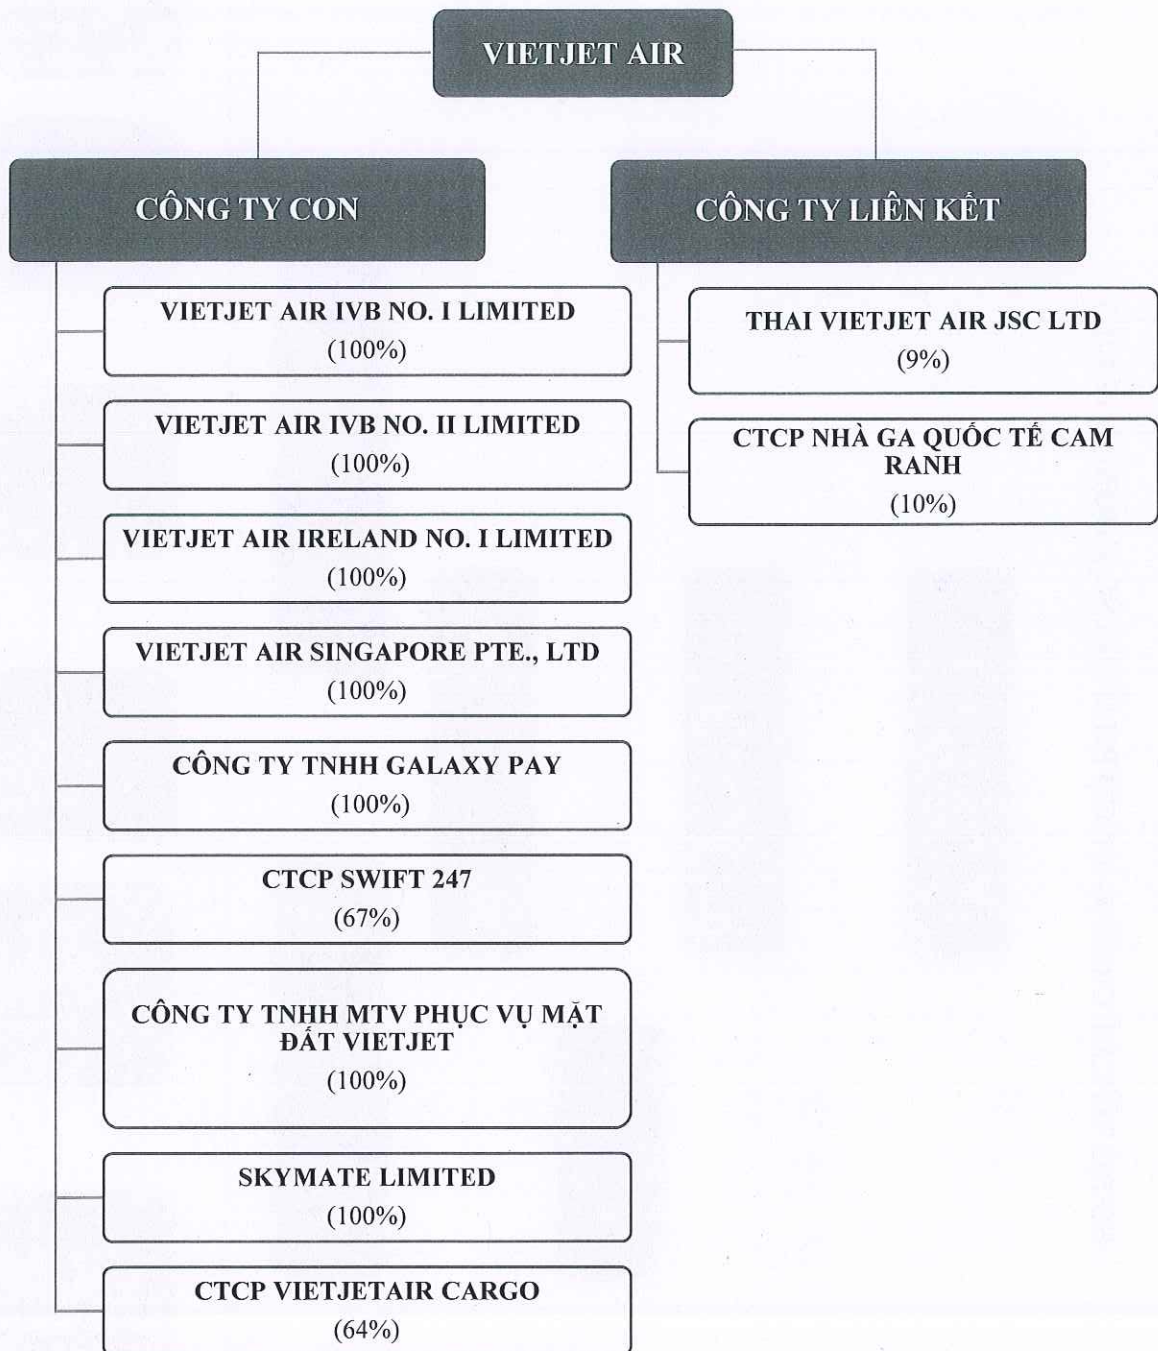 VIETJET AIR
CÔNG TY CON
VIETJET AIR IVB NO. I LIMITED
(100%)
VIETJET AIR IVB NO. II LIMITED
(100%)
VIETJET AIR IRELAND NO. I LIMITED
(100%)
VIETJET AIR SINGAPORE PTE., LTD
(100%)
CÔNG TY TNHH GALAXY PAY
(100%)
CTCP SWIFT 247
(67%)
CÔNG TY TNHH MTV PHỤC VỤ MẶT
ĐẤT VIETJET
(100%)
SKYMATE LIMITED
(100%)
CTCP VIETJETAIR CARGO
(64%)
CÔNG TY LIÊN KẾT
THAI VIETJET AIR JSC LTD
(9%)
CTCP NHÀ GA QUỐC TẾ CAM
RANH
(10%)